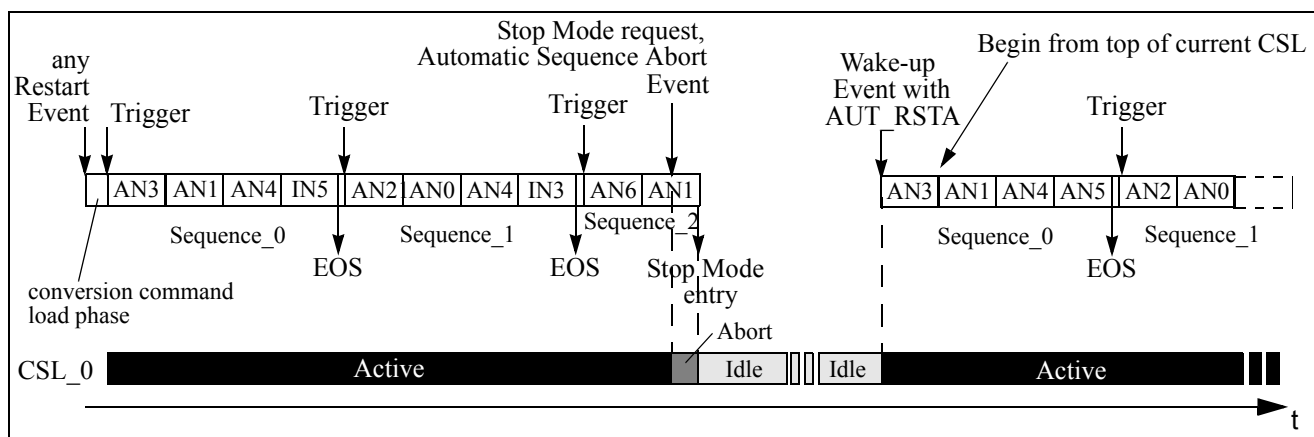 Stop Mode request,
Automatic Sequence Abort
Event
any
Restart
Event
Trigger
Trigger
Trigger
Wake-up
Event with
AUT_RSTA
Begin from top of current CSL
Trigger
AN3 AN1 AN4 IN5 AN21 AN0 AN4 IN3 AN6 AN1
AN3 AN1 AN4 AN5 AN2 AN0
Sequence_0
Sequence_1
Sequence_2
Sequence_0
Sequence_1
EOS
EOS
Stop Mode
entry
EOS
conversion command
load phase
Abort
CSL_0
Active
Idle
Idle
Active
t